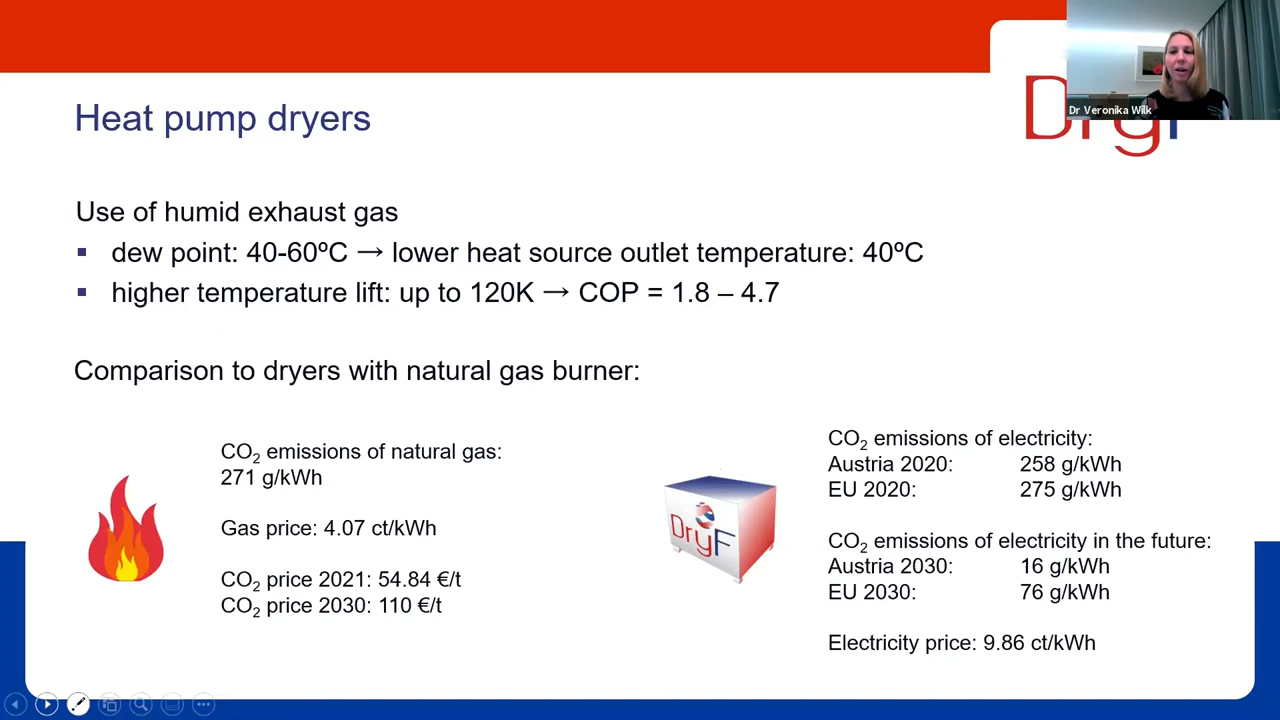 Dr Veronika Wilk
DryF
Heat pump dryers
Use of humid exhaust gas
▪ dew point: 40-60ºC → lower heat source outlet temperature: 40ºC
▪ higher temperature lift: up to 120K → COP = 1.8 – 4.7
Comparison to dryers with natural gas burner:
CO₂ emissions of natural gas:
271 g/kWh
Gas price: 4.07 ct/kWh
CO₂ price 2021: 54.84 €/t
CO₂ price 2030: 110 €/t
DryF
CO₂ emissions of electricity:
Austria 2020: 258 g/kWh
EU 2020: 275 g/kWh
CO₂ emissions of electricity in the future:
Austria 2030: 16 g/kWh
EU 2030: 76 g/kWh
Electricity price: 9.86 ct/kWh